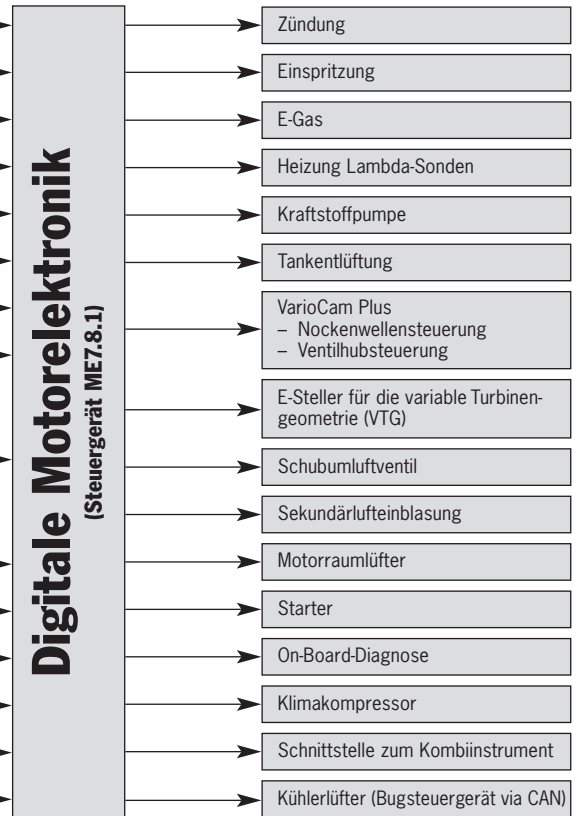 Digitale Motorelektronik
(Steuergerät ME7.8.1)
Zündung
Einspritzung
E-Gas
Heizung Lambda-Sonden
Kraftstoffpumpe
Tankentlüftung
VarioCam Plus
– Nockenwellensteuerung
– Ventilhubsteuerung
E-Steller für die variable Turbinen-
geometrie (VTG)
Schubumluftventil
Sekundärlufteinblasung
Motorraumlüfter
Starter
On-Board-Diagnose
Klimakompressor
Schnittstelle zum Kombiinstrument
Kühlerlüfter (Bugsteuergerät via CAN)